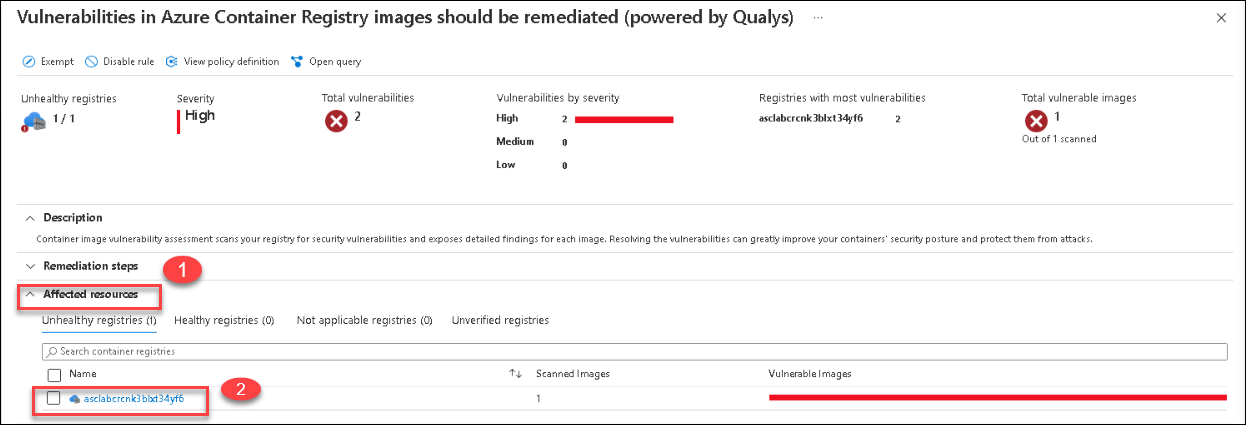 Vulnerabilities in Azure Container Registry images should be remediated (powered by Qualys) ...
Exempt Disable rule View policy definition Open query
Unhealthy registries Severity Total vulnerabilities Vulnerabilities by severity Registries with most vulnerabilities Total vulnerable images
1 / 1 High 2 High 2 asclabcrcnk3blxt34yf6 2 1
Medium 0 Out of 1 scanned
Low 0
Description
Container image vulnerability assessment scans your registry for security vulnerabilities and exposes detailed findings for each image. Resolving the vulnerabilities can greatly improve your containers' security posture and protect them from attacks.
Remediation steps 1
Affected resources
Unhealthy registries (1) Healthy registries (0) Not applicable registries (0) Unverified registries
Search container registries
Name Scanned Images Vulnerable Images
asclabcrcnk3blxt34yf6 2 1